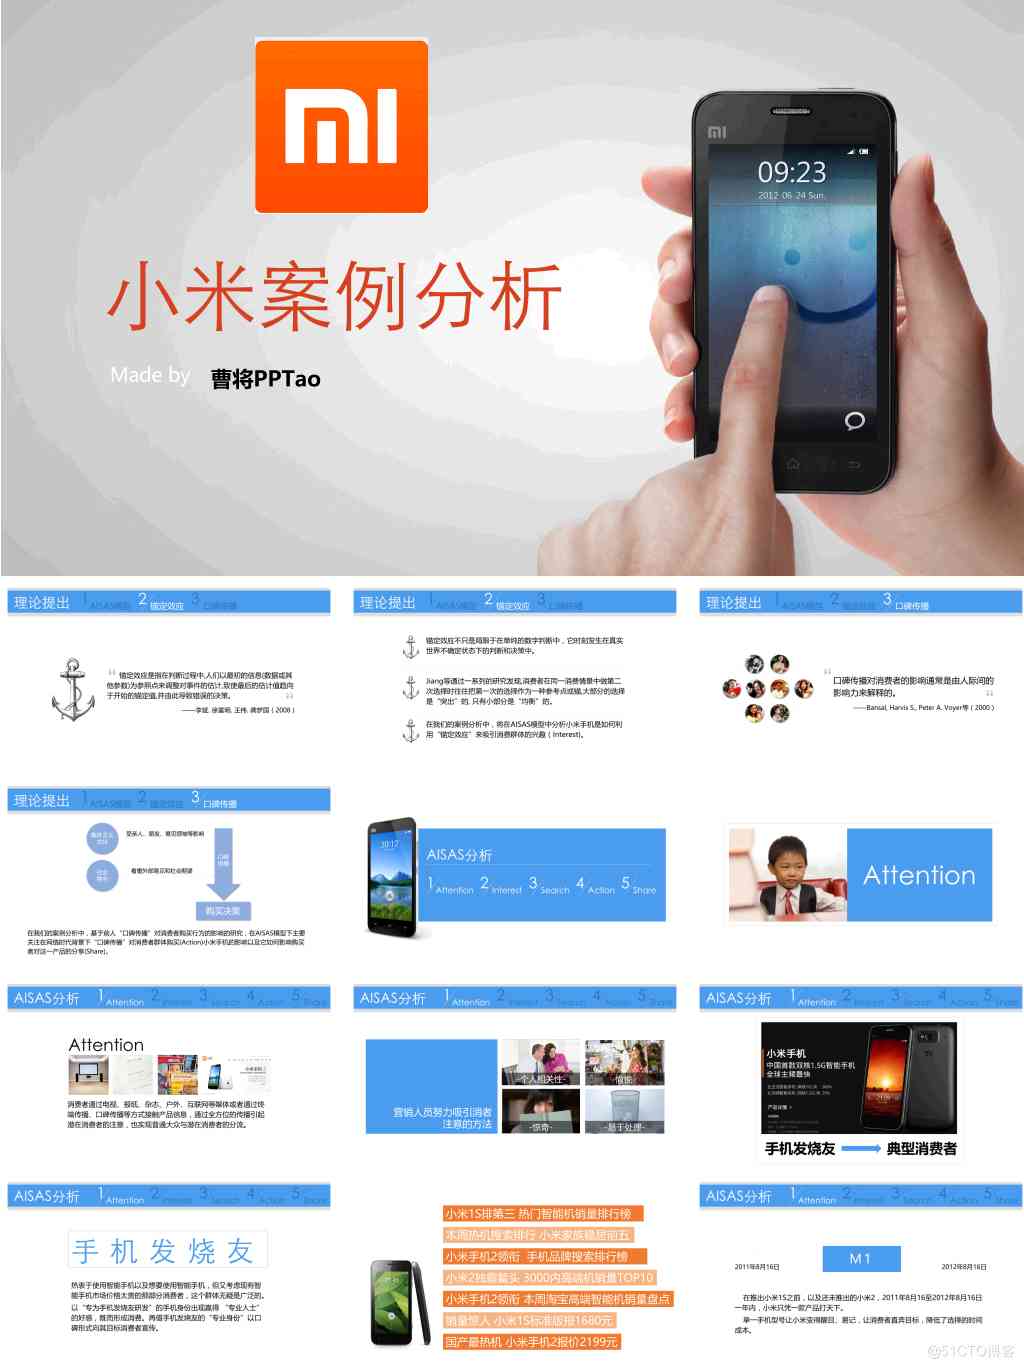 mi
小米案例分析
Made by 曹将PPTao
mi
09:23
2012 06-24 Sun.
理论提出 1 AISAS模型 2 锚定效应 3 口碑传播
“ 锚定效应是指在判断过程中,人们以最初的信息(数据或其
他参数)为参照点来调整对事件的估计,致使最后的估计值趋向
于开始的锚定值,并由此导致错误的决策。 ”
——李斌, 徐富明, 王伟, 龚梦园（2008）
理论提出 1 AISAS模型 2 锚定效应 3 口碑传播
锚定效应不只是局限于在单纯的数字判断中，它时刻发生在真实
世界不确定状态下的判断和决策中。
Jiang等通过一系列的研究发现,消费者在同一消费情景中做第二
次选择时往往把第一次的选择作为一种参考点或锚,大部分的选择
是“突出”的, 只有小部分是“均衡”的。
在我们的案例分析中，将在AISAS模型中分析小米手机是如何利
用“锚定效应”来吸引消费群体的兴趣（Interest)。
理论提出 1 AISAS模型 2 锚定效应 3 口碑传播
“ 口碑传播对消费者的影响通常是由人际间的
影响力来解释的。 ”
——Bansal, Harvis S., Peter A. Voyer等（2000）
理论提出 1 AISAS模型 2 锚定效应 3 口碑传播
受亲人、朋友、意见领袖等影响
口碑
传播
看重外部意见和社会期望
购买决策
在我们的案例分析中，基于前人“口碑传播”对消费者购买行为的影响的研究，在AISAS模型下主要
关注在网络时代背景下“口碑传播”对消费者群体购买(Action)小米手机的影响以及它如何影响购买
者对这一产品的分享(Share)。
AISAS分析
1 Attention 2 Interest 3 Search 4 Action 5 Share
Attention
AISAS分析 1 Attention 2 Interest 3 Search 4 Action 5 Share
Attention
消费者通过电视、报纸、杂志、户外、互联网等媒体或者通过终
端传播、口碑传播等方式接触产品信息，通过全方位的传播引起
潜在消费者的注意，也实现普通大众与潜在消费者的分流。
AISAS分析 1 Attention 2 Interest 3 Search 4 Action 5 Share
营销人员努力吸引消费者
注意的方法
-个人相关性-
-愉悦-
-惊奇-
-易于处理-
AISAS分析 1 Attention 2 Interest 3 Search 4 Action 5 Share
小米手机
中国首款双核1.5G智能手机
全球主频最快
手机发烧友 典型消费者
AISAS分析 1 Attention 2 Interest 3 Search 4 Action 5 Share
手机发烧友
热衷于使用智能手机以及想要使用智能手机，但又考虑现有智
能手机市场价格太贵的那部分消费者，这个群体无疑是广泛的。
以“专为手机发烧友研发”的手机身份出现赢得“专业人士”
的好感，继而形成消费。再借手机发烧友的“专业身份”以口
碑形式向其目标消费者宣传。
小米1S排第三 热门智能机销量排行榜
本周热机搜索排行 小米家族稳居前五
小米手机2领衔 手机品牌搜索排行榜
小米2独霸鳌头 3000内高端机销量TOP10
小米手机2领衔 本周淘宝高端智能机销量盘点
销量惊人 小米1S标准版报1680元
国产最热机 小米手机2报价2199元
AISAS分析 1 Attention 2 Interest 3 Search 4 Action 5 Share
M 1
2011年8月16日 2012年8月16日
在推出小米1S之前，以及还未推出的小米2，2011年8月16至2012年8月16日
一年内，小米只凭一款产品打天下。
单一手机型号让小米变得醒目、易记，让消费者直奔目标，降低了选择的时间
成本。
@51CTO博客